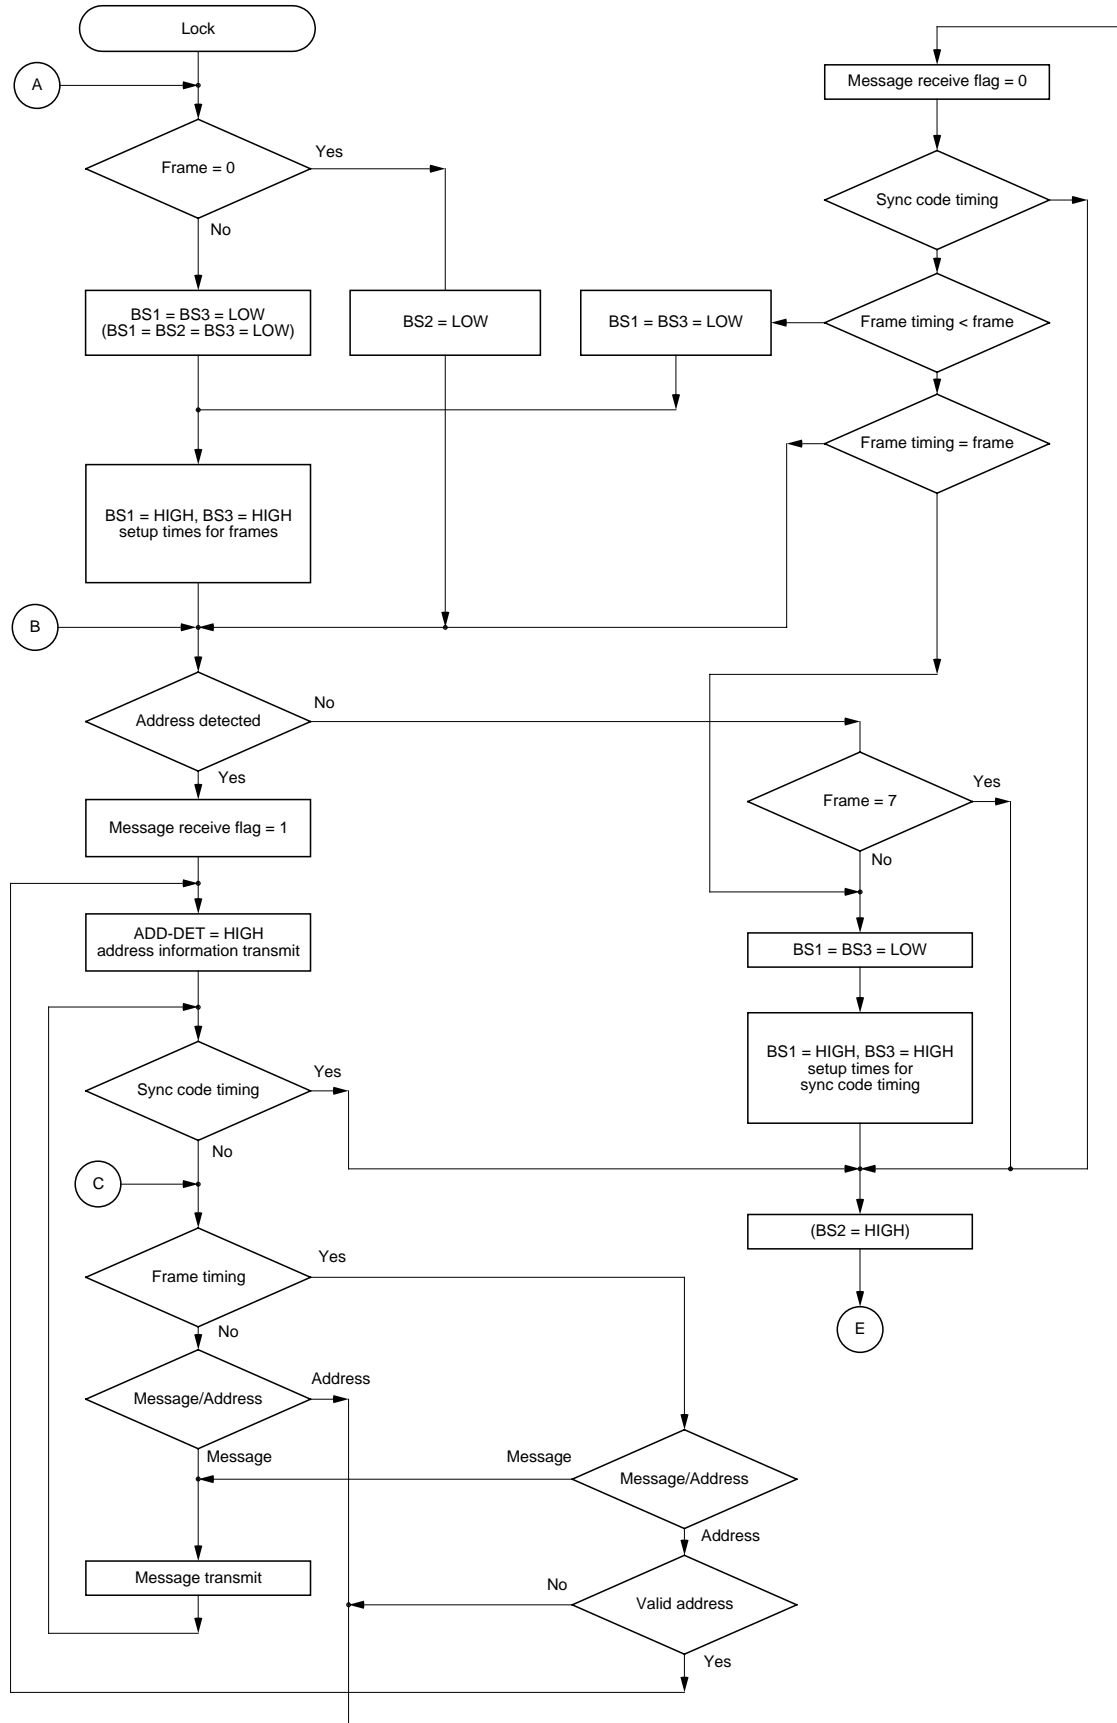 Lock
A
Message receive flag = 0
Frame = 0
Yes
No
Sync code timing
BS1 = BS3 = LOW
(BS1 = BS2 = BS3 = LOW)
BS2 = LOW
BS1 = BS3 = LOW
Frame timing < frame
Frame timing = frame
BS1 = HIGH, BS3 = HIGH
setup times for frames
B
Address detected
No
Yes
Frame = 7
Yes
No
Message receive flag = 1
ADD-DET = HIGH
address information transmit
BS1 = BS3 = LOW
BS1 = HIGH, BS3 = HIGH
setup times for
sync code timing
Sync code timing
Yes
No
C
(BS2 = HIGH)
Frame timing
Yes
No
E
Message/Address
Address
Message
Message
Message/Address
Address
Message transmit
No
Valid address
Yes